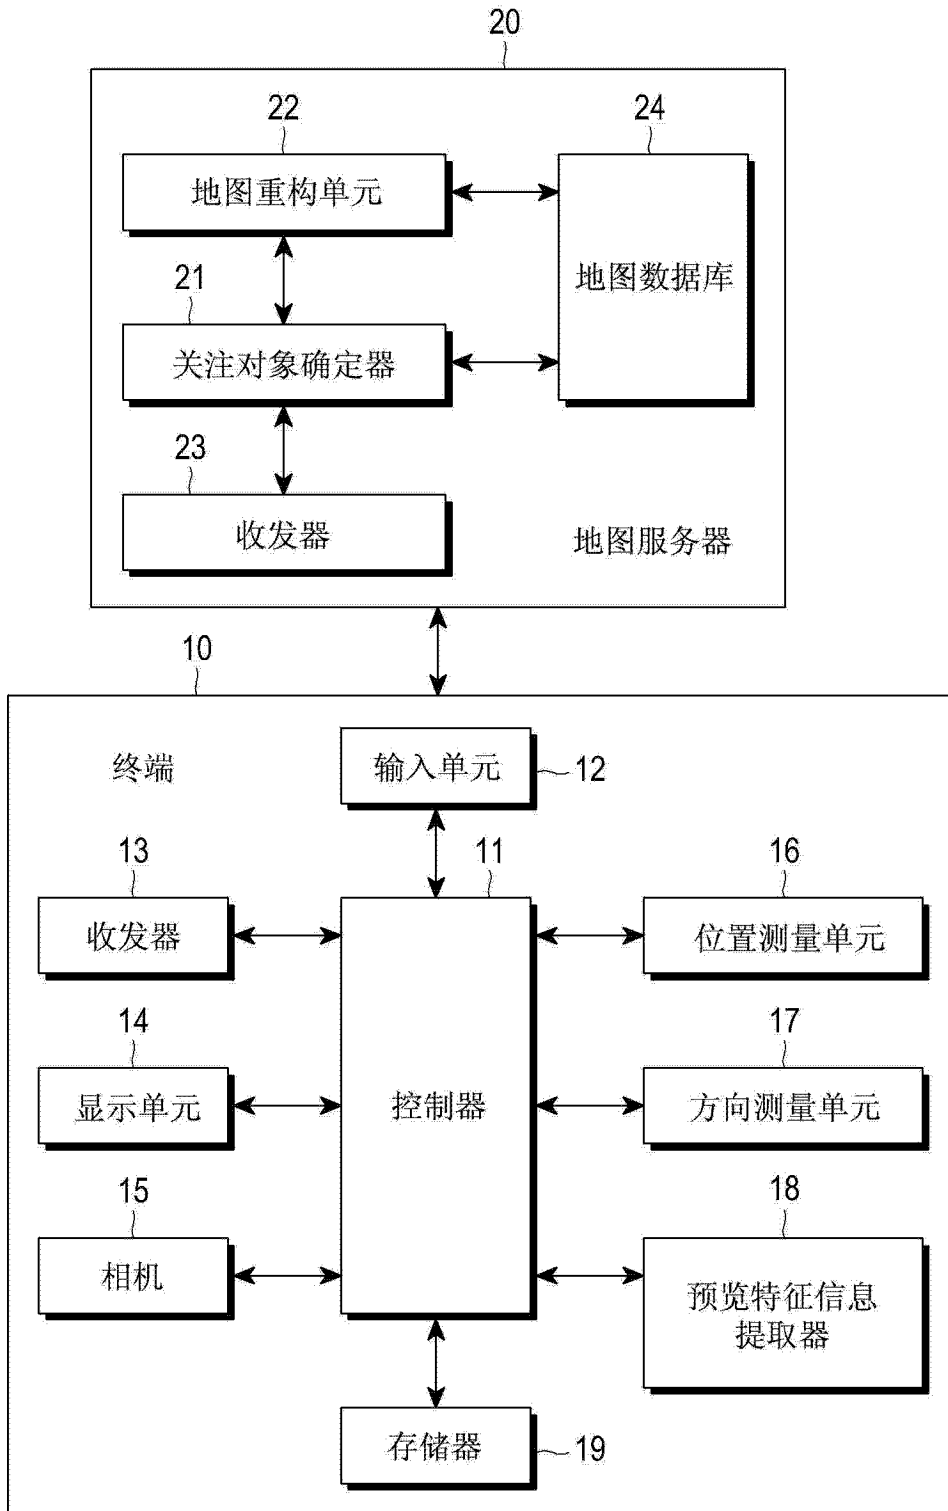 20
22
24
地图重构单元
21
地图数据库
关注对象确定器
23
收发器
地图服务器
10
终端
输入单元
12
13
11
16
收发器
位置测量单元
14
17
显示单元
控制器
方向测量单元
15
18
相机
预览特征信息
提取器
存储器
19